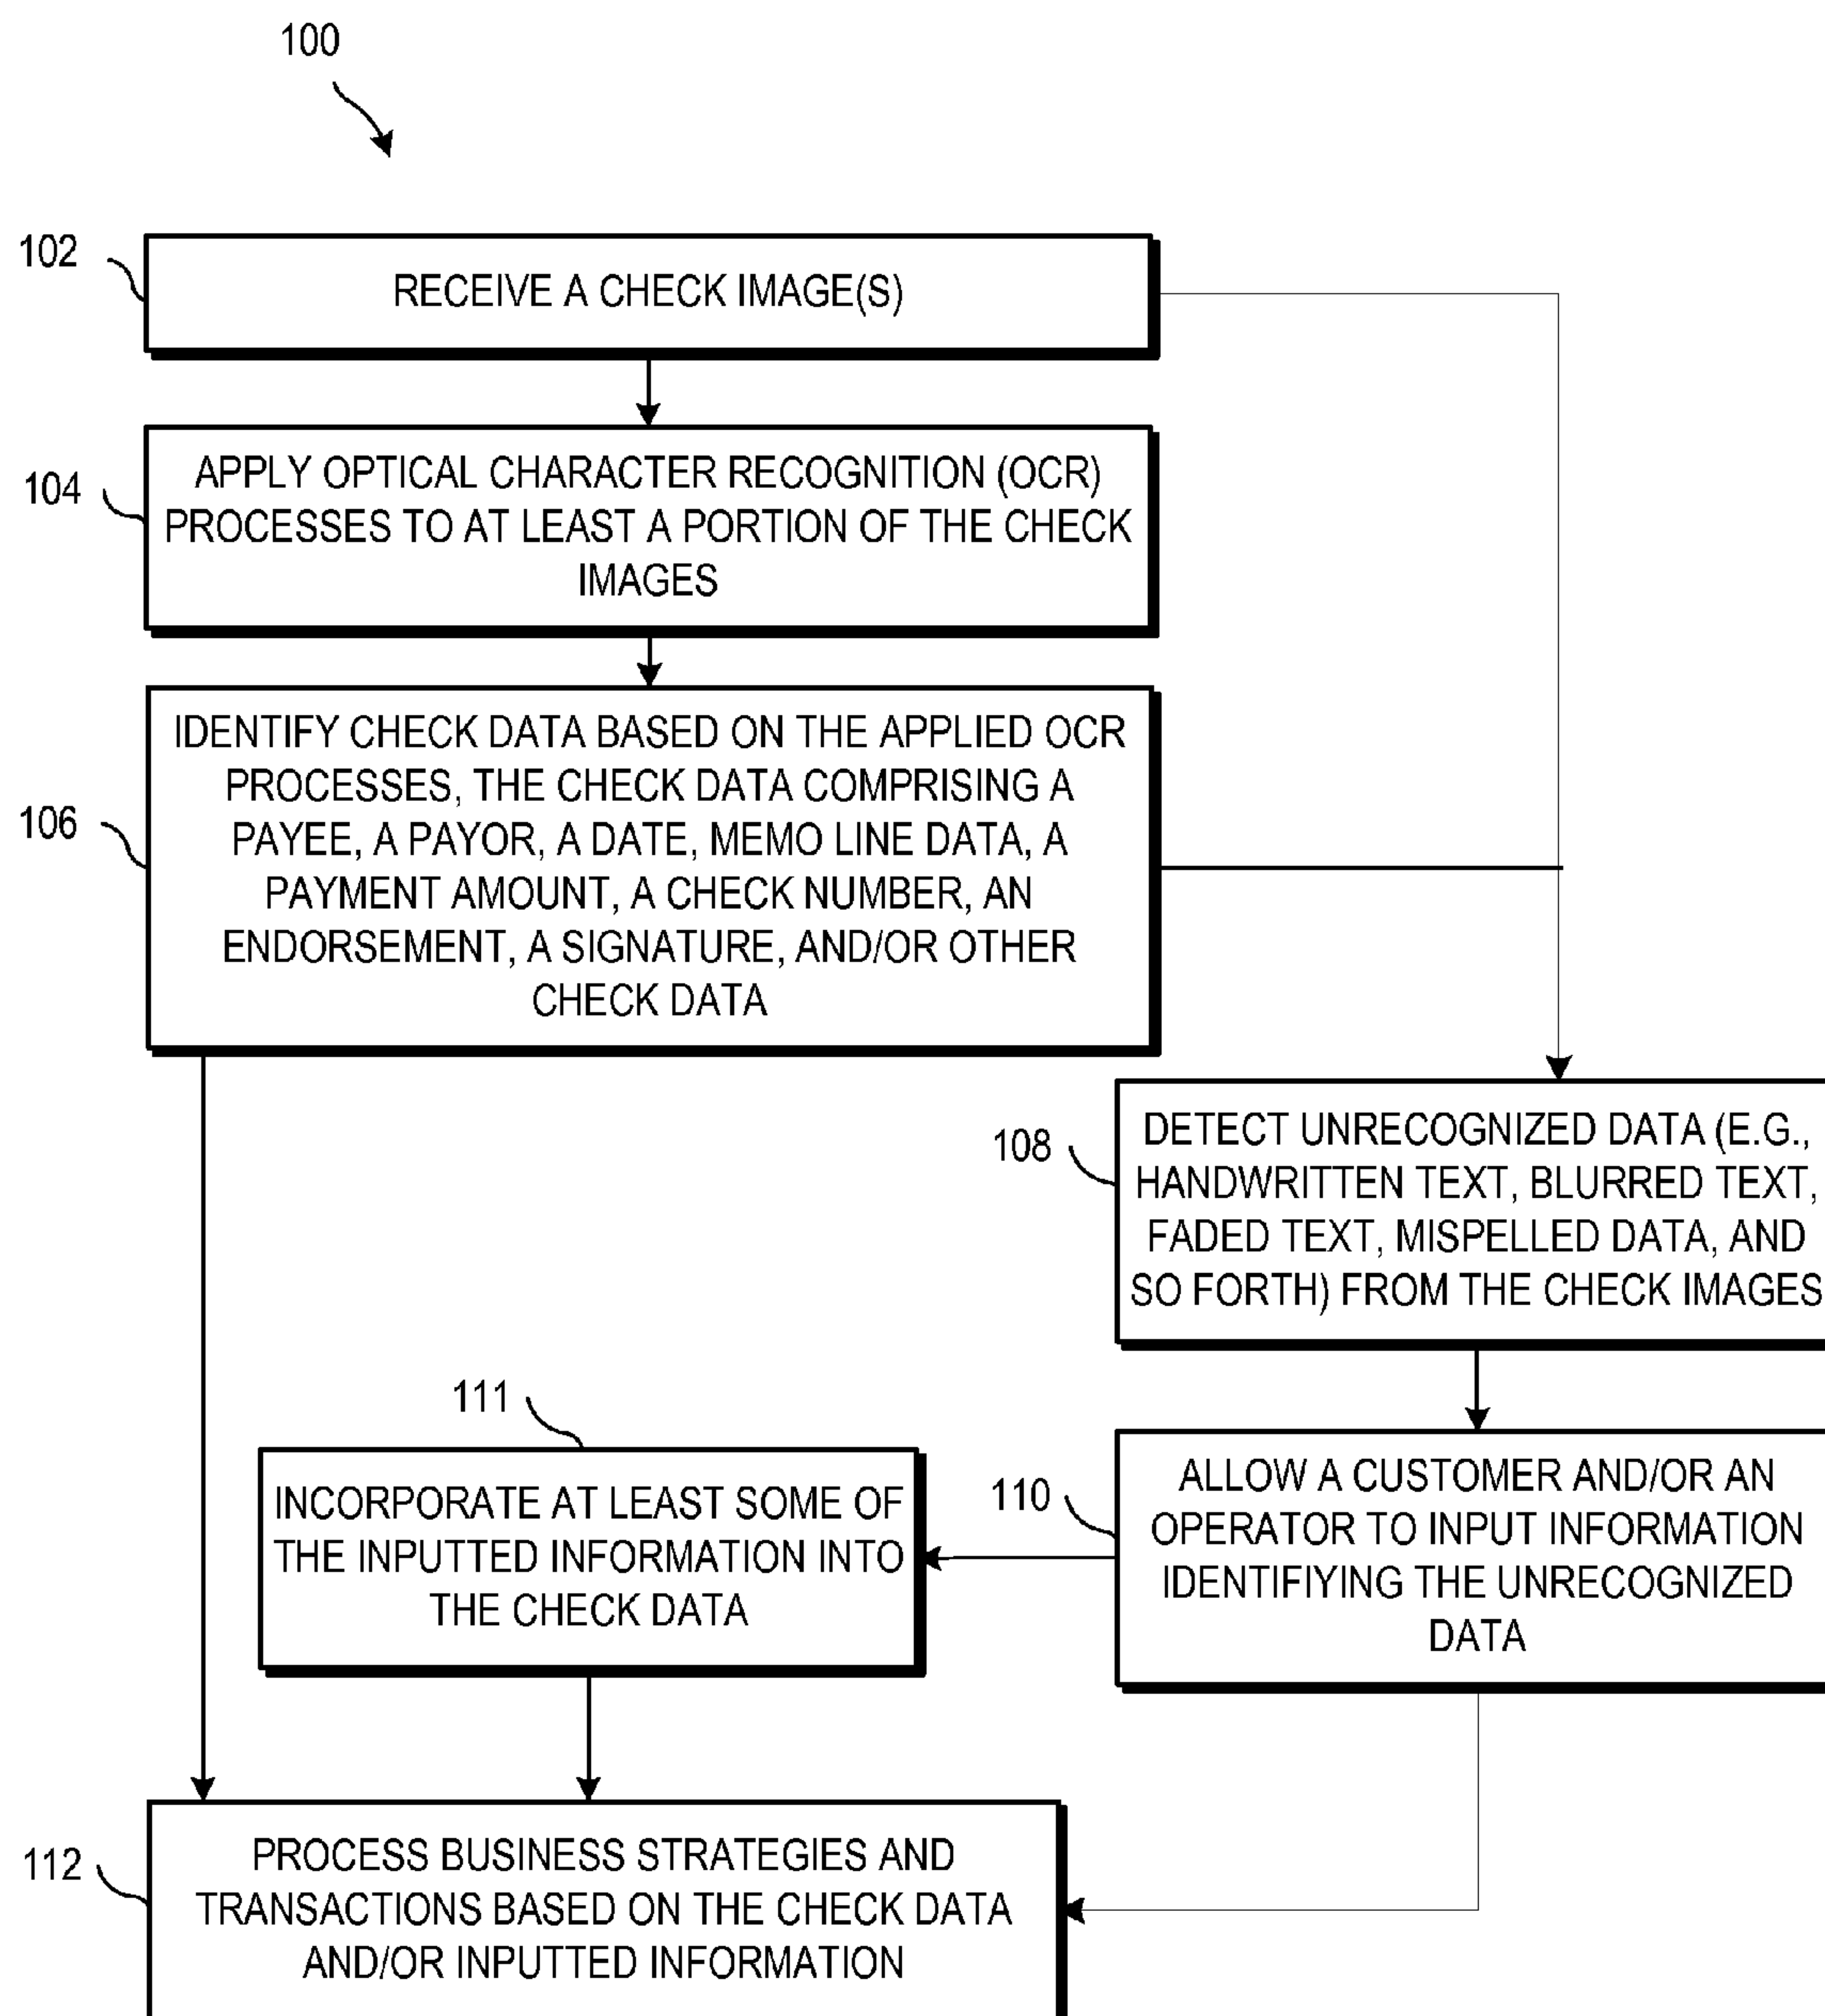 100
102
RECEIVE A CHECK IMAGE(S)
104
APPLY OPTICAL CHARACTER RECOGNITION (OCR)
PROCESSES TO AT LEAST A PORTION OF THE CHECK
IMAGES
106
IDENTIFY CHECK DATA BASED ON THE APPLIED OCR
PROCESSES, THE CHECK DATA COMPRISING A
PAYEE, A PAYOR, A DATE, MEMO LINE DATA, A
PAYMENT AMOUNT, A CHECK NUMBER, AN
ENDORSEMENT, A SIGNATURE, AND/OR OTHER
CHECK DATA
108
DETECT UNRECOGNIZED DATA (E.G.,
HANDWRITTEN TEXT, BLURRED TEXT,
FADED TEXT, MISPELLED DATA, AND
SO FORTH) FROM THE CHECK IMAGES
110
ALLOW A CUSTOMER AND/OR AN
OPERATOR TO INPUT INFORMATION
IDENTIFIYING THE UNRECOGNIZED
DATA
111
INCORPORATE AT LEAST SOME OF
THE INPUTTED INFORMATION INTO
THE CHECK DATA
112
PROCESS BUSINESS STRATEGIES AND
TRANSACTIONS BASED ON THE CHECK DATA
AND/OR INPUTTED INFORMATION